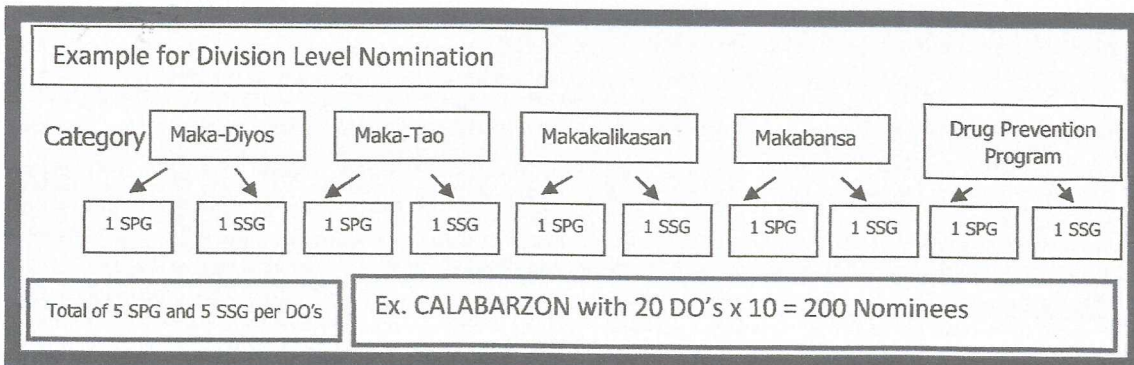 Example for Division Level Nomination
Category
Maka-Diyos
Maka-Tao
Makakalikasan
Makabansa
Drug Prevention
Program
1 SPG
1 SSG
1 SPG
1 SSG
1 SPG
1 SSG
1 SPG
1 SSG
1 SPG
1 SSG
Total of 5 SPG and 5 SSG per DO's
Ex. CALABARZON with 20 DO's x 10 = 200 Nominees